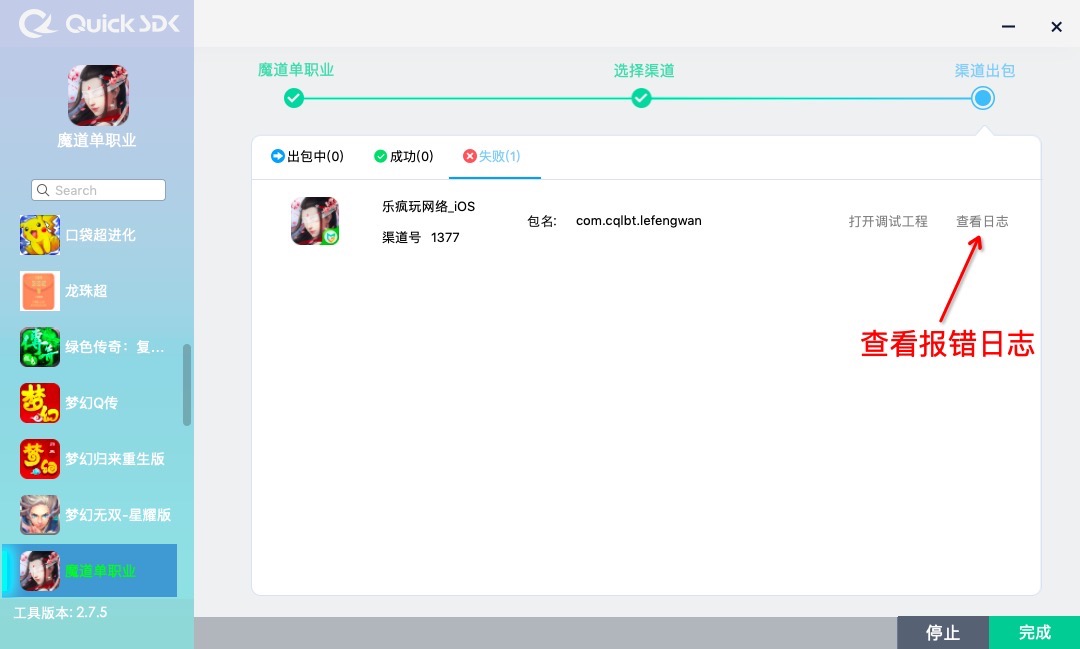 Quick SDK
魔道单职业
Search
口袋超进化
龙珠超
绿色传奇：复...
梦幻Q传
梦幻归来重生版
梦幻无双-星耀版
魔道单职业
工具版本: 2.7.5
魔道单职业
选择渠道
渠道出包
出包中(0)
成功(0)
失败(1)
乐疯玩网络_iOS
渠道号 1377
包名: com.cqlbt.lefengwan
打开调试工程
查看日志
查看报错日志
停止
完成